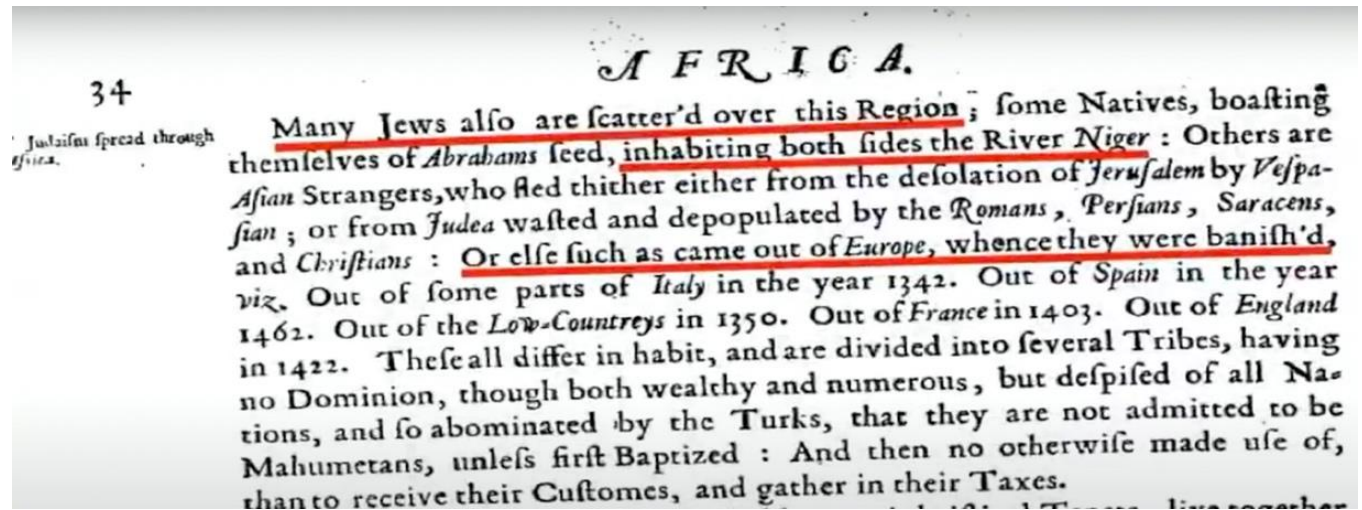 AFRICA.
34
Judaiſm ſpread through
Many Jews alſo are ſcatter'd over this Region; ſome Natives, boaſting
themſelves of Abrahams ſeed, inhabiting both ſides the River Niger: Others are
Aſian Strangers, who fled thither either from the deſolation of Jeruſalem by Veſpa-
ſian; or from Judea waſted and depopulated by the Romans, Perſians, Saracens,
and Chriſtians: Or elſe ſuch as came out of Europe, whence they were baniſh'd,
viz. Out of ſome parts of Italy in the year 1342. Out of Spain in the year
1462. Out of the Low-Countreys in 1350. Out of France in 1403. Out of England
in 1422. Theſe all differ in habit, and are divided into ſeveral Tribes, having
no Dominion, though both wealthy and numerous, but deſpiſed of all Na-
tions, and ſo abominated by the Turks, that they are not admitted to be
Mahumetans, unleſs firſt Baptized: And then no otherwiſe made uſe of,
than to receive their Cuſtomes, and gather in their Taxes.
live together